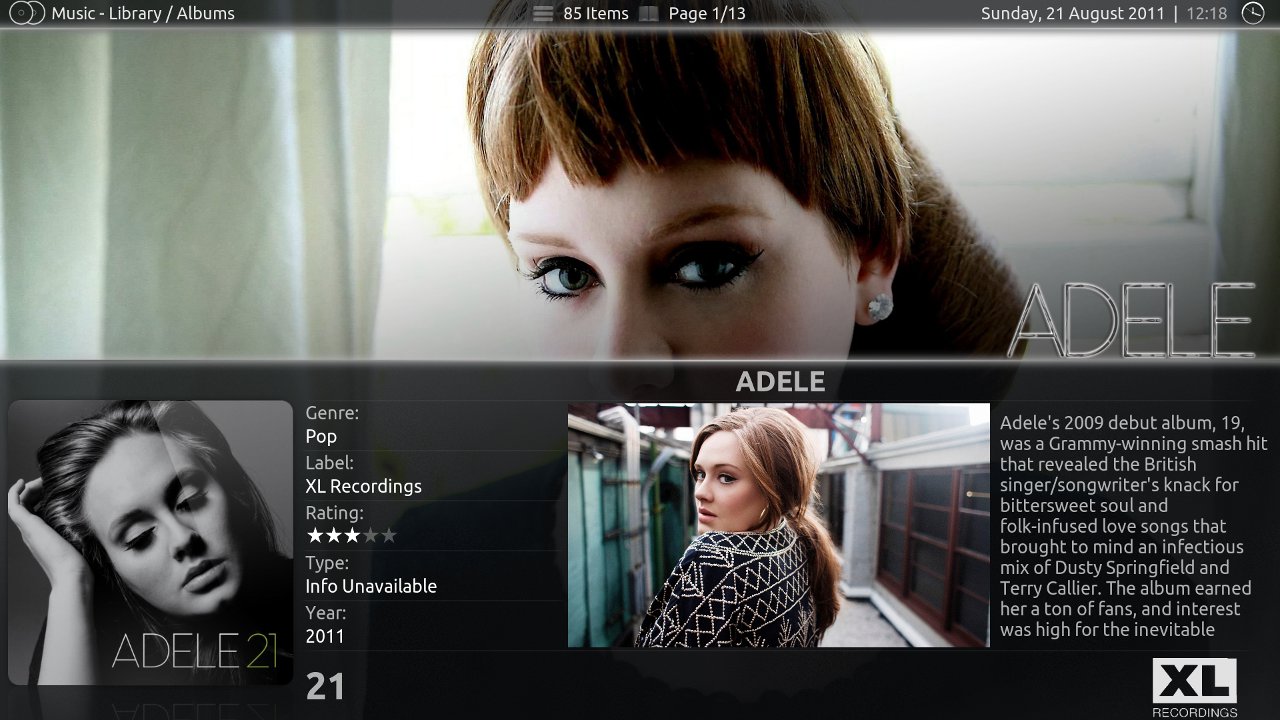 Music - Library / Albums
85 Items
Page 1/13
Sunday, 21 August 2011 | 12:18
ADELE
ADELE
ADELE 21
Genre:
Pop
Label:
XL Recordings
Rating:
Type:
Info Unavailable
Year:
2011
21
Adele's 2009 debut album, 19,
was a Grammy-winning smash hit
that revealed the British
singer/songwriter's knack for
bittersweet soul and
folk-infused love songs that
brought to mind an infectious
mix of Dusty Springfield and
Terry Callier. The album earned
her a ton of fans, and interest
was high for the inevitable
XL
RECORDINGS